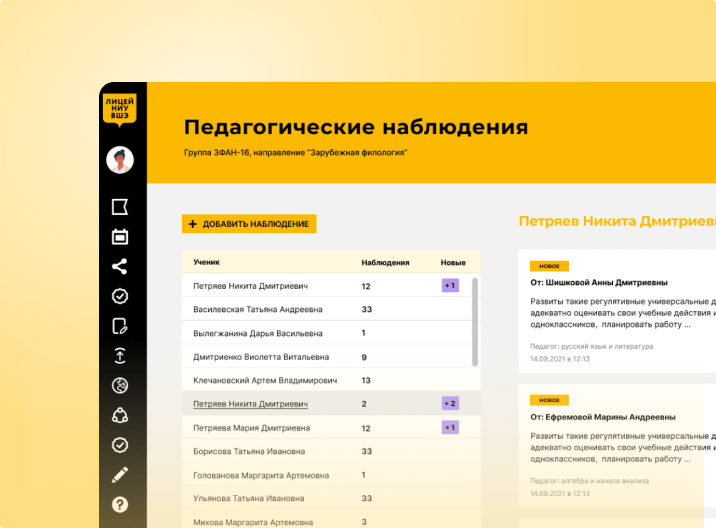 ЛИЦЕЙ
НИУ
ВШЭ
Педагогические наблюдения
Группа 3ФАН-16, направление "Зарубежная филология"
+ ДОБАВИТЬ НАБЛЮДЕНИЕ
Ученик Наблюдения Новые
Петряев Никита Дмитриевич 12 +1
Василевская Татьяна Андреевна 33
Вылегжанина Дарья Васильевна 1
Дмитриенко Виолетта Витальевна 9
Клечановский Артем Владимирович 13
Петряев Никита Дмитриевич 2 +2
Петряева Мария Дмитриевна 12 +1
Борисова Татьяна Ивановна 33
Голованова Маргарита Артемовна 1
Ульянова Татьяна Ивановна 33
Михова Маргарита Артемовна 3
Петряев Никита Дмитриев
НОВОЕ
От: Шишковой Анны Дмитриевны
Развиты такие регулятивные универсальные д
адекватно оценивать свои учебные действия и
одноклассников, планировать работу ...
Педагог: русский язык и литература
14.09.2021 в 12:13
НОВОЕ
От: Ефремовой Марины Андреевны
Развиты такие регулятивные универсальные д
адекватно оценивать свои учебные действия и
одноклассников, планировать работу ...
Педагог: алгебра и начала анализа
14.09.2021 в 12:13
?